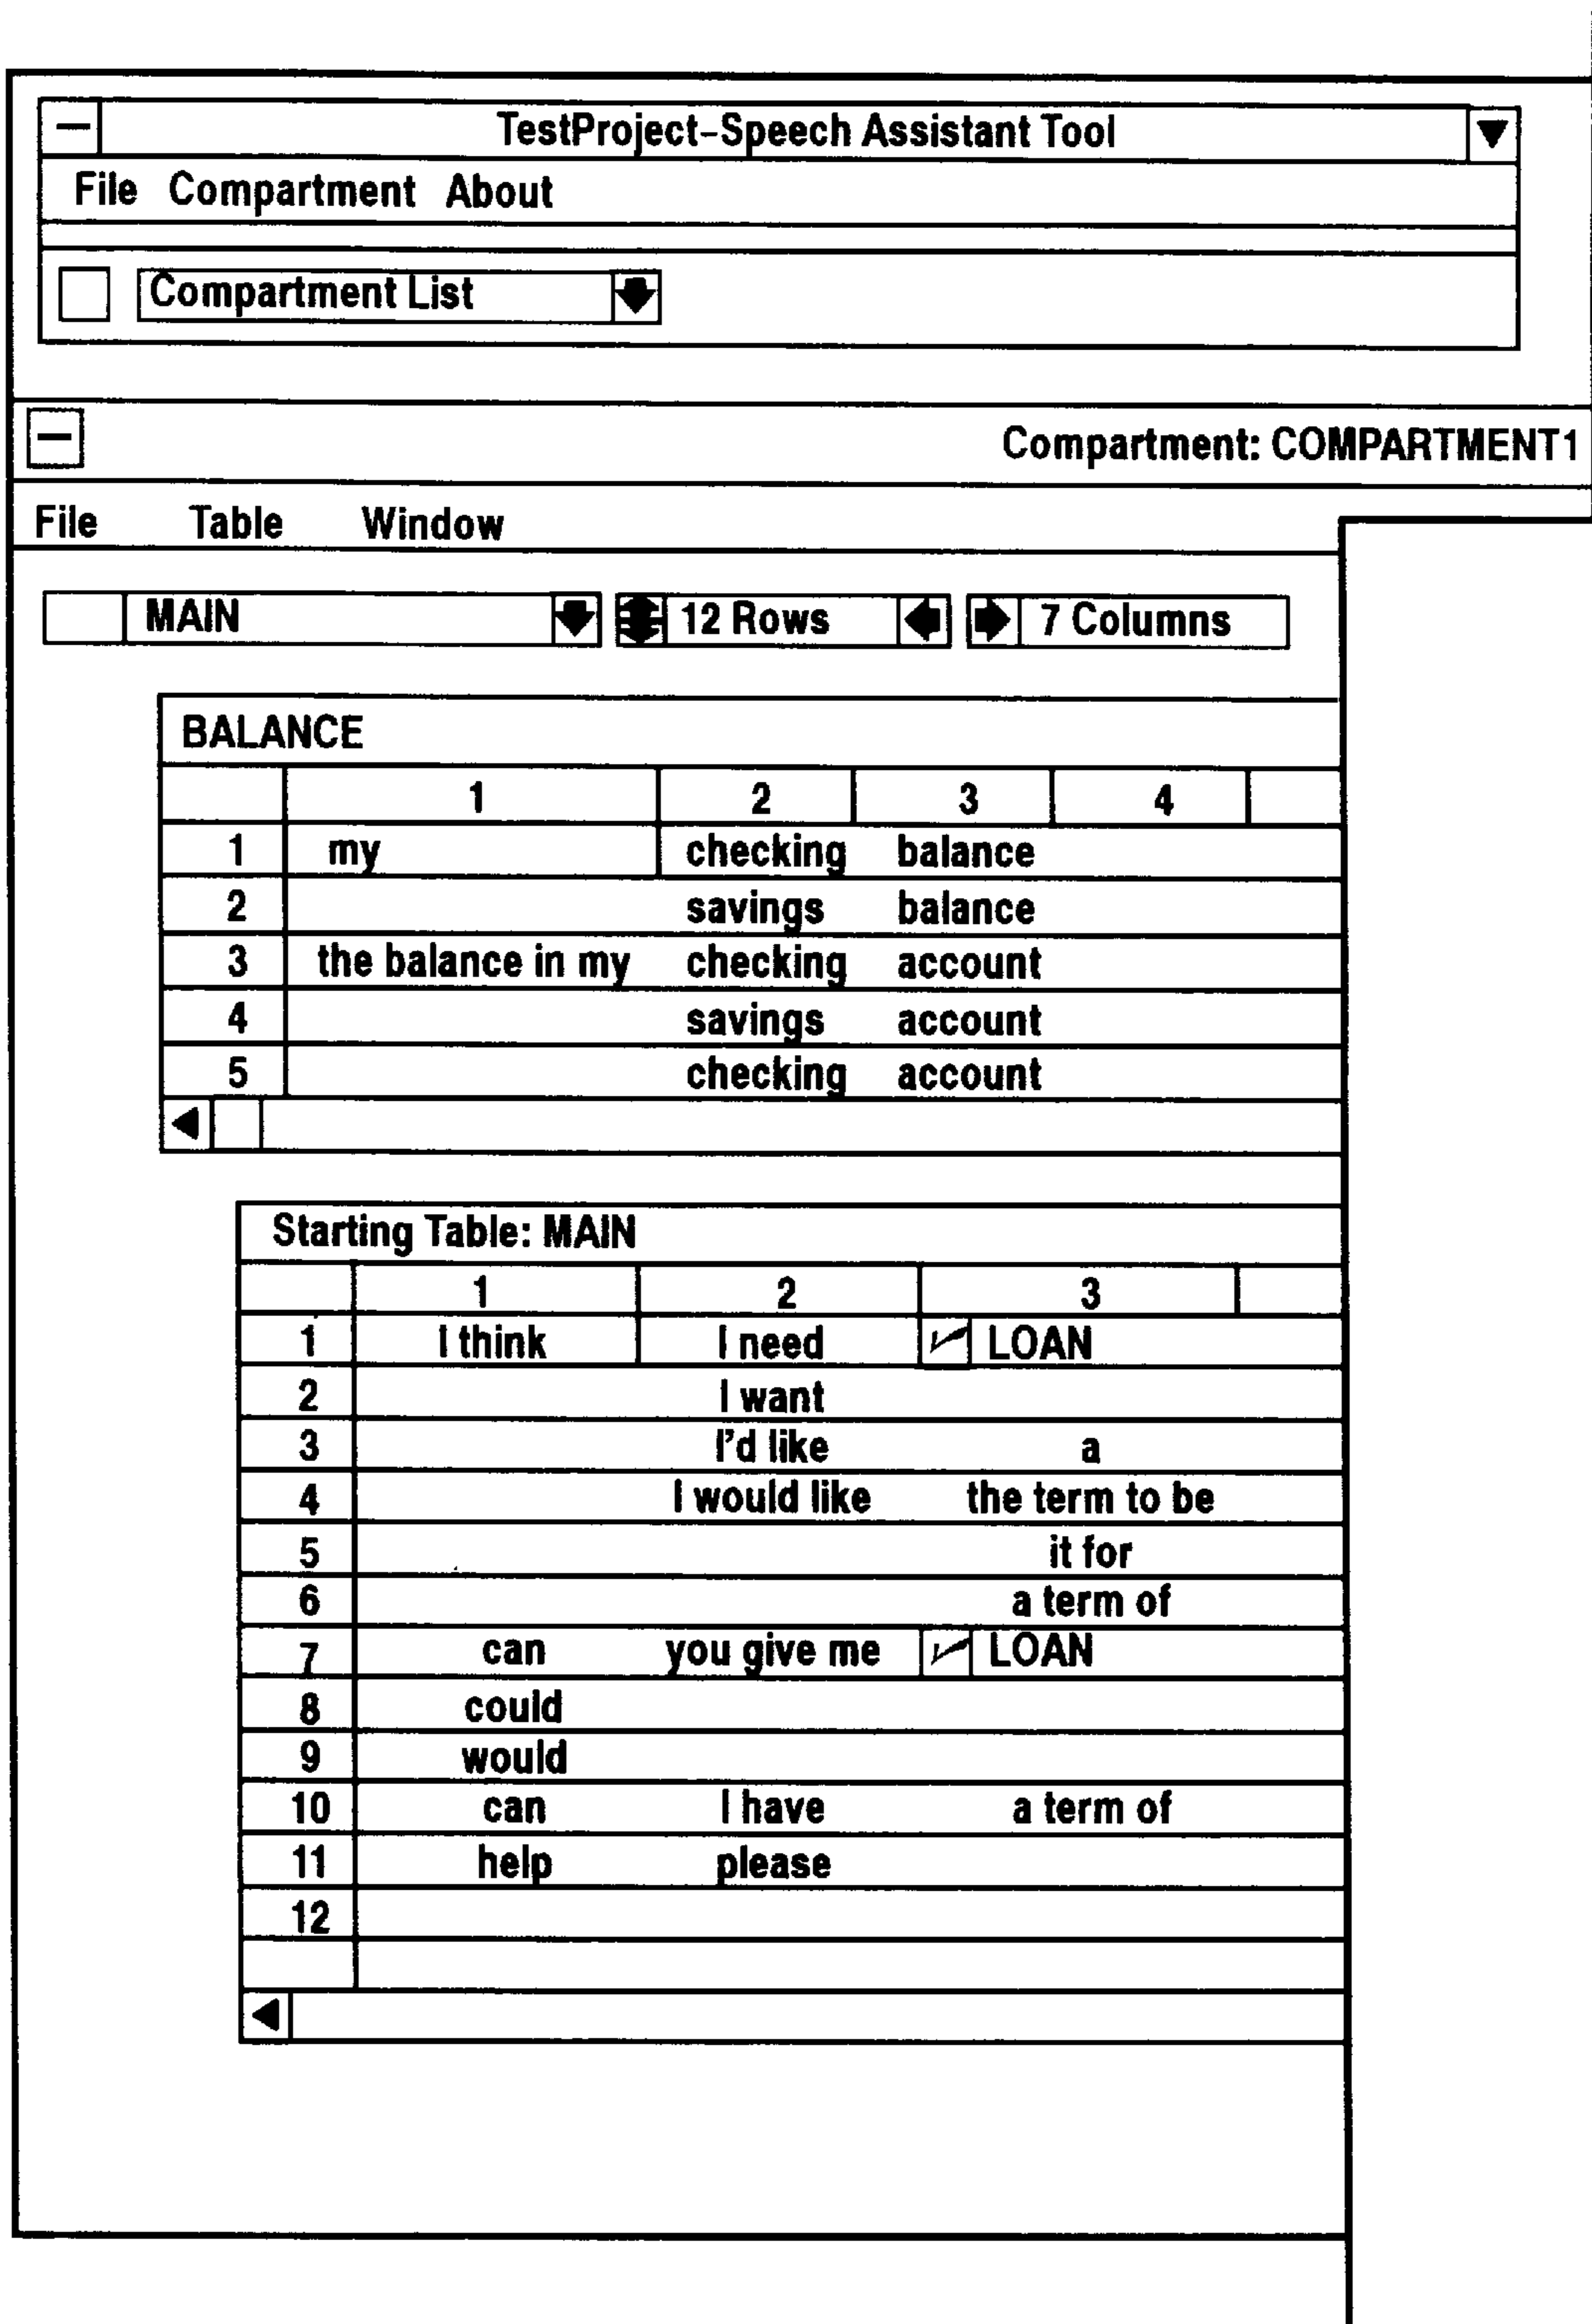 TestProject-Speech Assistant Tool
File Compartment About
Compartment List
Compartment: COMPARTMENT1
File Table Window
MAIN 12 Rows 7 Columns
BALANCE
1 2 3 4
1 my checking balance
2 savings balance
3 the balance in my checking account
4 savings account
5 checking account
Starting Table: MAIN
1 2 3
1 I think I need LOAN
2 I want
3 I'd like a
4 I would like the term to be
5 it for
6 a term of
7 can you give me LOAN
8 could
9 would
10 can I have a term of
11 help please
12